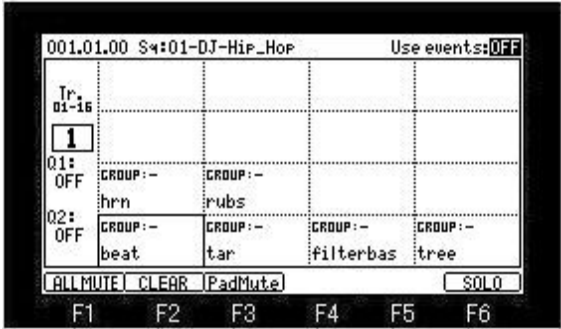 001.01.00 Sq:01-DJ-Hip_Hop Use events:OFF
Tr.
01-16
1
Q1:
OFF
GROUP:- GROUP:-
hrn rubs
Q2:
OFF
GROUP:- GROUP:- GROUP:- GROUP:-
beat tar filterbas tree
ALL MUTE CLEAR PadMute SOLO
F1 F2 F3 F4 F5 F6